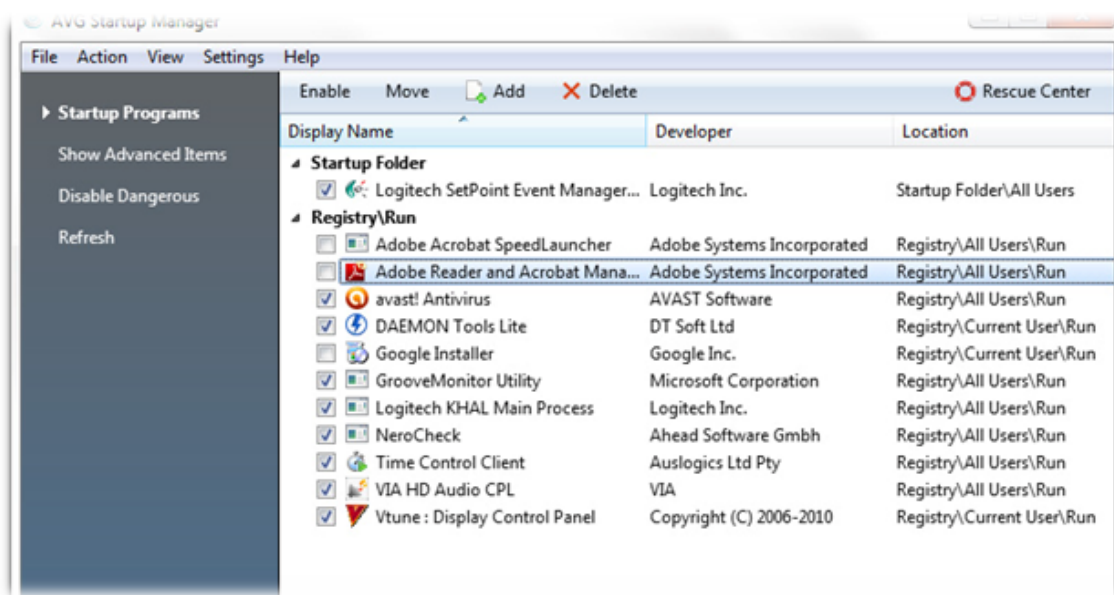 AVG Startup Manager
File Action View Settings Help
Enable Move Add Delete Rescue Center
Startup Programs
Show Advanced Items
Disable Dangerous
Refresh
Display Name Developer Location
Startup Folder
Logitech SetPoint Event Manager... Logitech Inc. Startup Folder\All Users
Registry\Run
Adobe Acrobat SpeedLauncher Adobe Systems Incorporated Registry\All Users\Run
Adobe Reader and Acrobat Mana... Adobe Systems Incorporated Registry\All Users\Run
avast! Antivirus AVAST Software Registry\All Users\Run
DAEMON Tools Lite DT Soft Ltd Registry\Current User\Run
Google Installer Google Inc. Registry\Current User\Run
GrooveMonitor Utility Microsoft Corporation Registry\All Users\Run
Logitech KHAL Main Process Logitech Inc. Registry\All Users\Run
NeroCheck Ahead Software Gmbh Registry\All Users\Run
Time Control Client Auslogics Ltd Pty Registry\All Users\Run
VIA HD Audio CPL VIA Registry\All Users\Run
Vtune : Display Control Panel Copyright (C) 2006-2010 Registry\Current User\Run